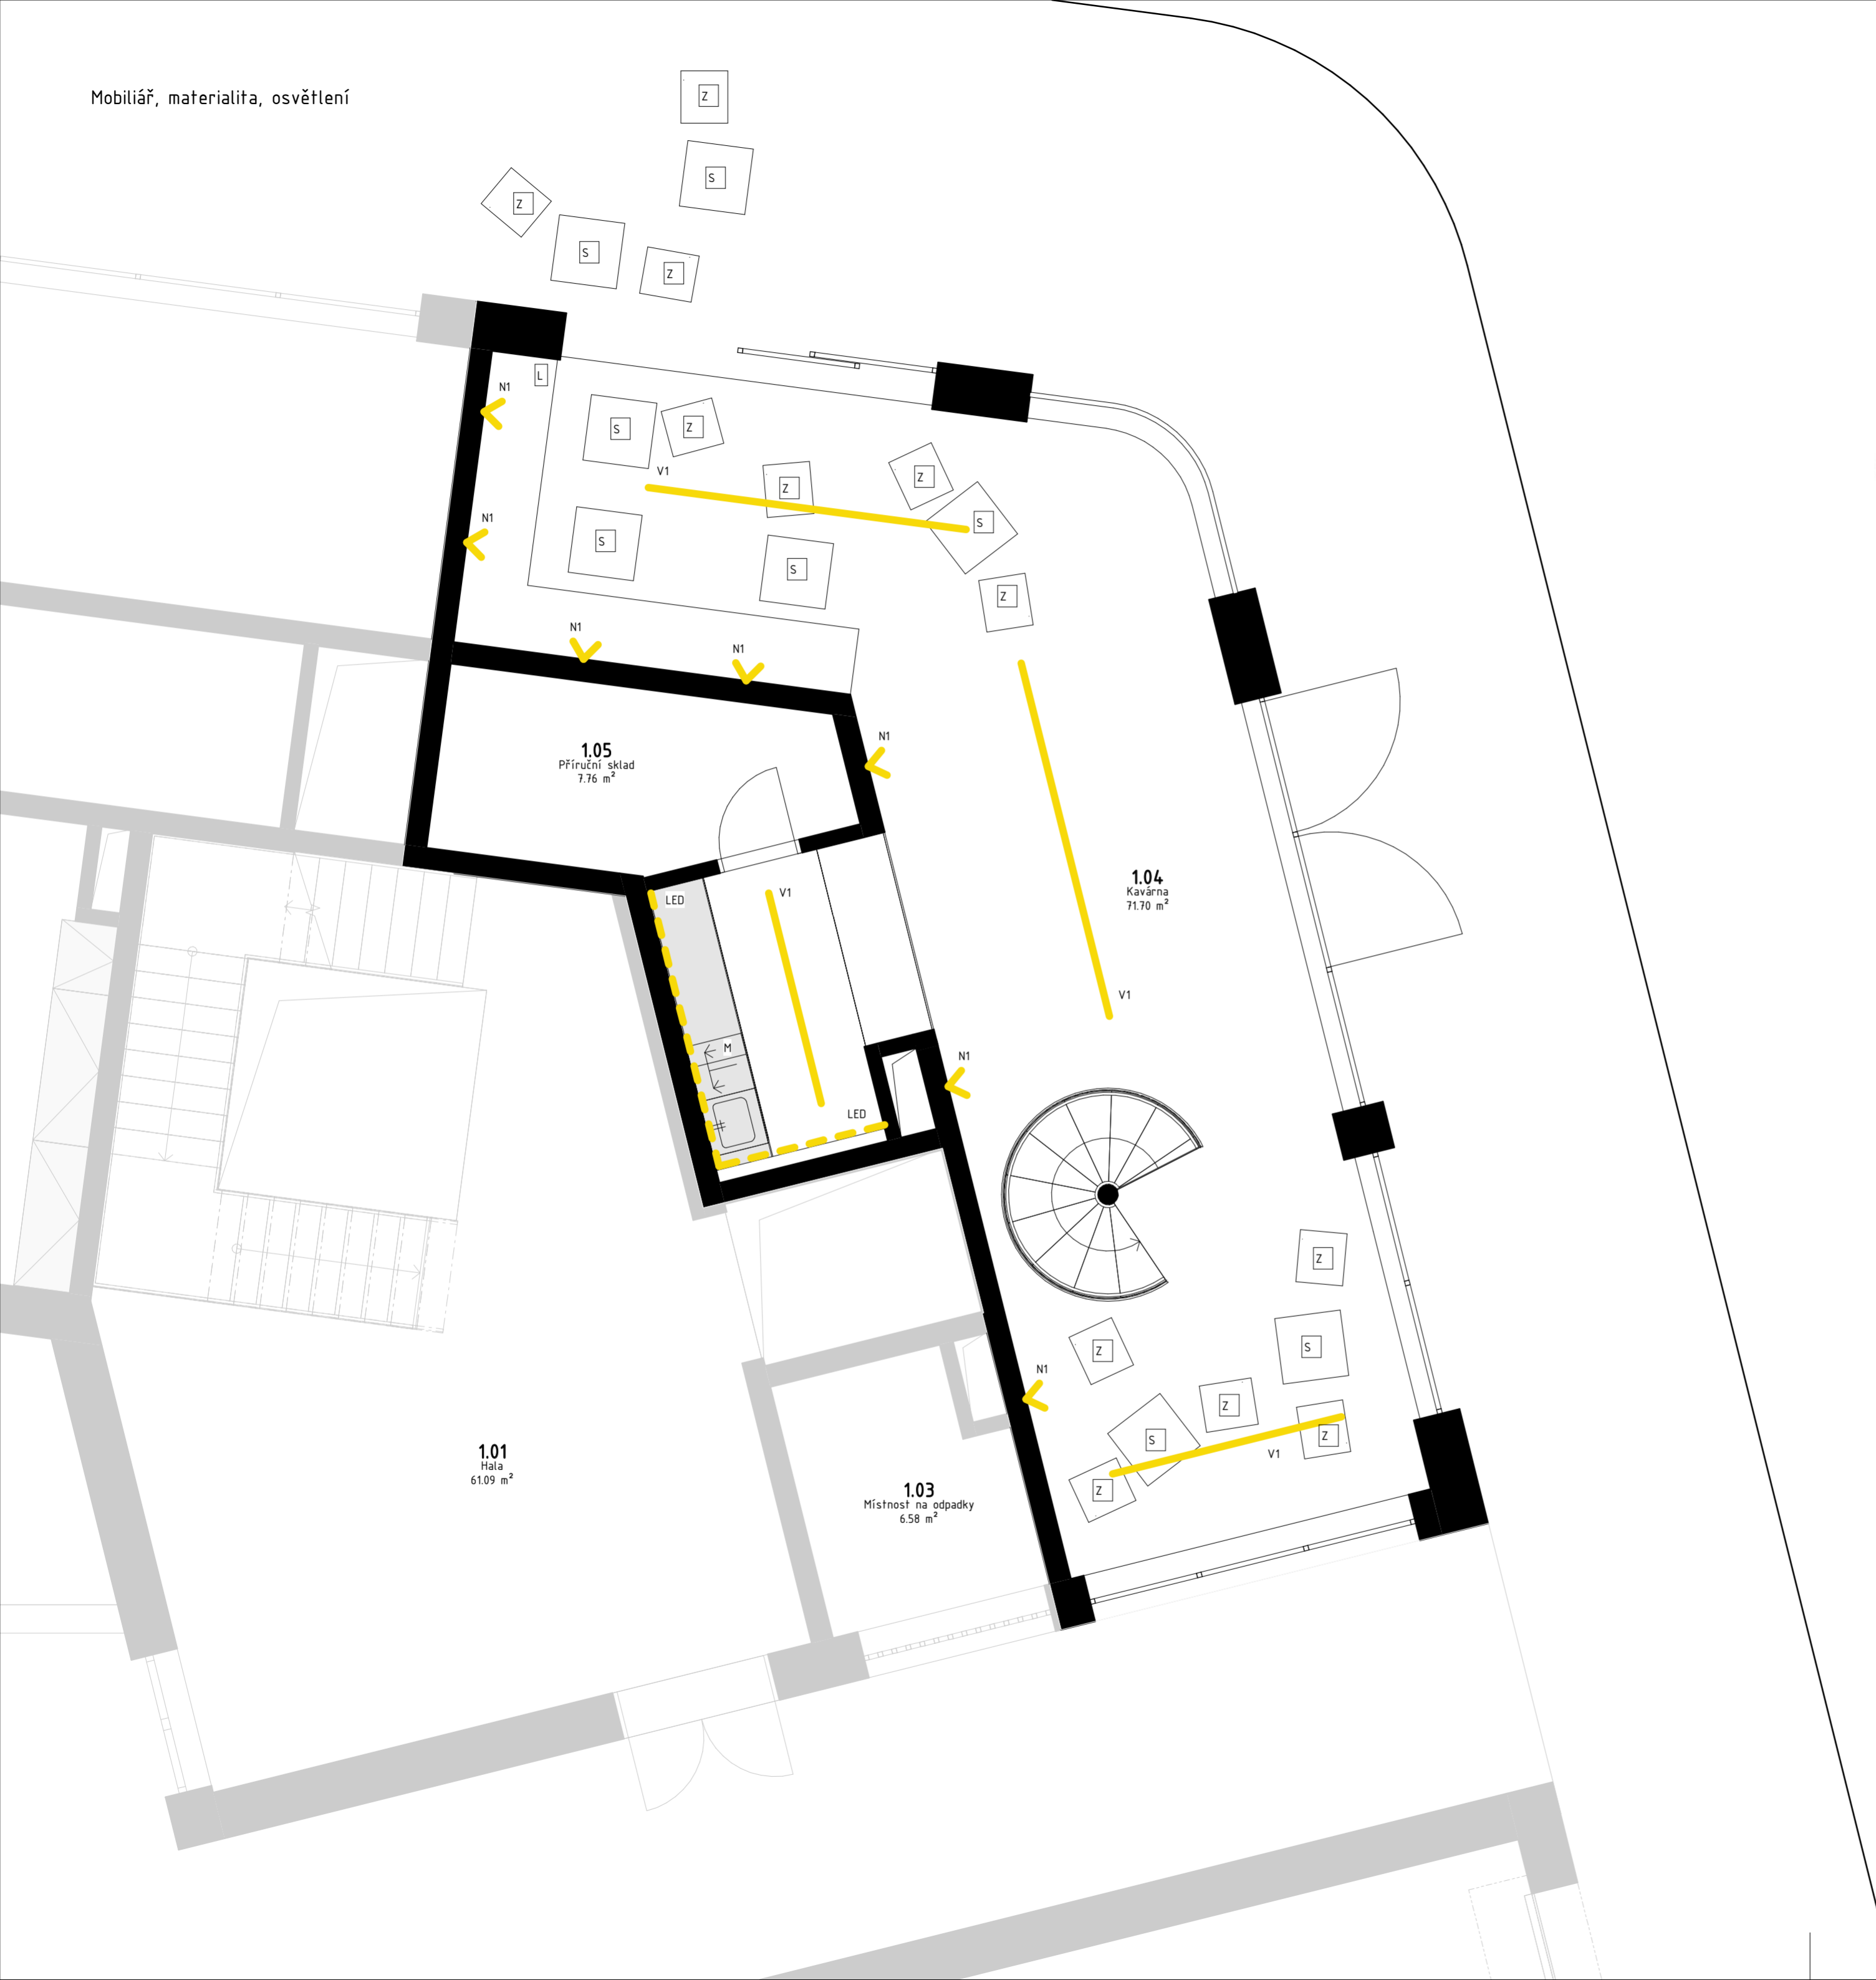 Mobiliář, materialita, osvětlení
Z
S
Z
S
Z
L
N1
S
Z
V1
Z
Z
S
N1
S
S
Z
N1
N1
N1
1.05
Příruční sklad
7.76 m²
1.04
Kavárna
71.70 m²
LED
V1
V1
M
N1
LED
Z
Z
S
N1
Z
S
Z
V1
Z
1.01
Hala
61.09 m²
1.03
Místnost na odpadky
6.58 m²